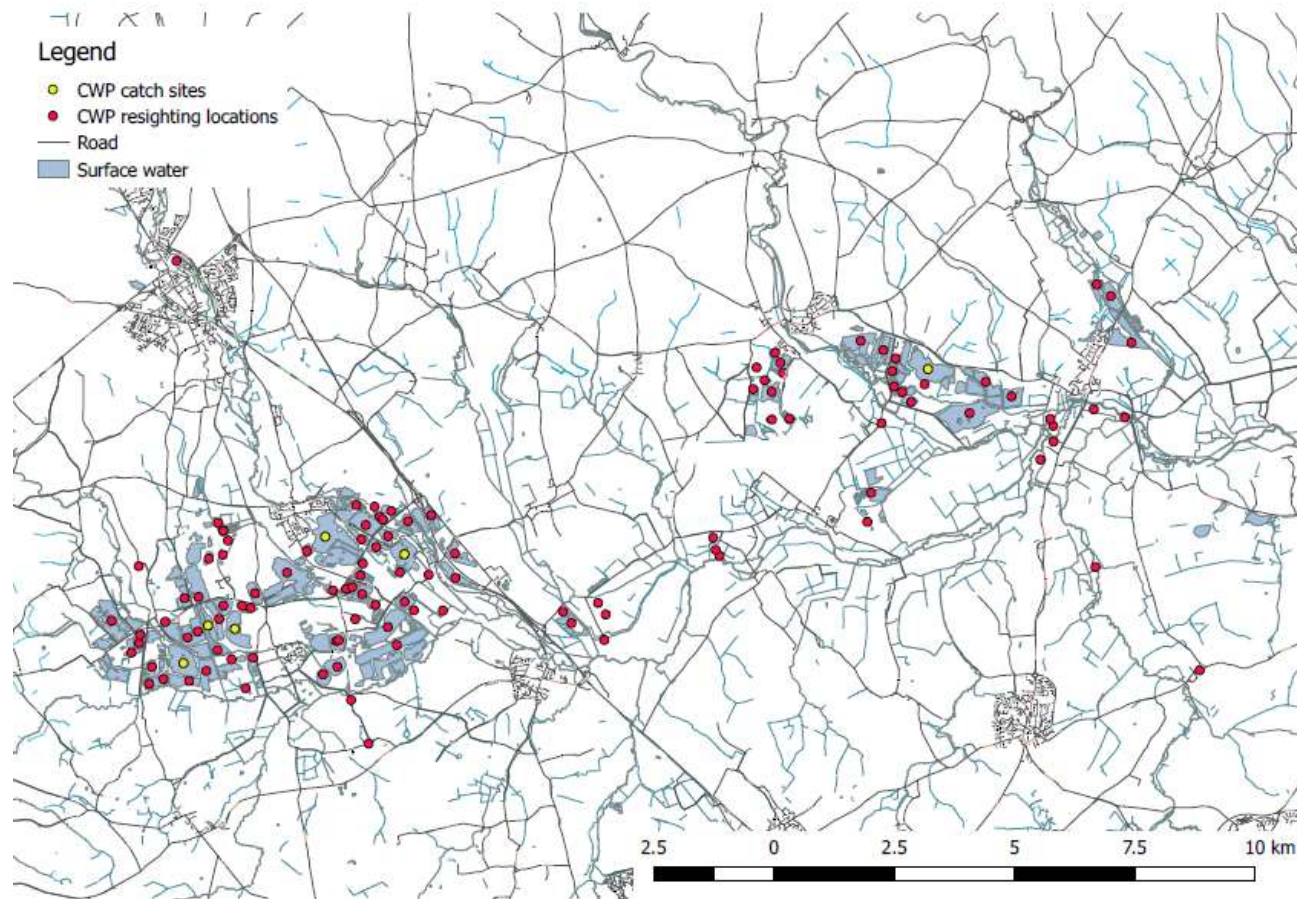 Legend
CWP catch sites
CWP resighting locations
Road
Surface water
2.5 0 2.5 5 7.5 10 km